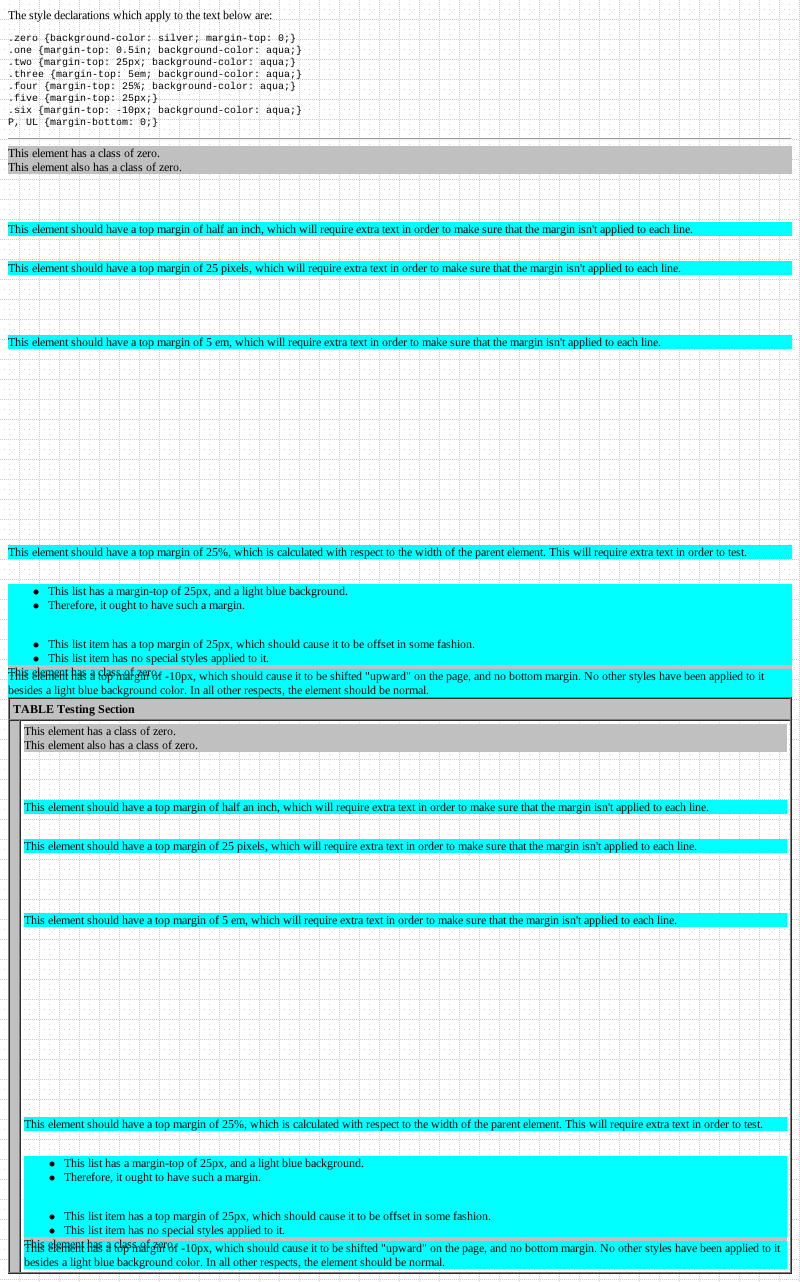 The style declarations which apply to the text below are:
.zero {background-color: silver; margin-top: 0;}
.one {margin-top: 0.5in; background-color: aqua;}
.two {margin-top: 25px; background-color: aqua;}
.three {margin-top: 5em; background-color: aqua;}
.four {margin-top: 25%; background-color: aqua;}
.five {margin-top: 25px;}
.six {margin-top: -10px; background-color: aqua;}
P, UL {margin-bottom: 0;}
This element has a class of zero.
This element also has a class of zero.
This element should have a top margin of half an inch, which will require extra text in order to make sure that the margin isn't applied to each line.
This element should have a top margin of 25 pixels, which will require extra text in order to make sure that the margin isn't applied to each line.
This element should have a top margin of 5 em, which will require extra text in order to make sure that the margin isn't applied to each line.
This element should have a top margin of 25%, which is calculated with respect to the width of the parent element. This will require extra text in order to test.
This list has a margin-top of 25px, and a light blue background.
Therefore, it ought to have such a margin.
This list item has a top margin of 25px, which should cause it to be offset in some fashion.
This list item has no special styles applied to it.
This element has a class of zero.
This element has a top margin of -10px, which should cause it to be shifted "upward" on the page, and no bottom margin. No other styles have been applied to it
besides a light blue background color. In all other respects, the element should be normal.
TABLE Testing Section
This element has a class of zero.
This element also has a class of zero.
This element should have a top margin of half an inch, which will require extra text in order to make sure that the margin isn't applied to each line.
This element should have a top margin of 25 pixels, which will require extra text in order to make sure that the margin isn't applied to each line.
This element should have a top margin of 5 em, which will require extra text in order to make sure that the margin isn't applied to each line.
This element should have a top margin of 25%, which is calculated with respect to the width of the parent element. This will require extra text in order to test.
This list has a margin-top of 25px, and a light blue background.
Therefore, it ought to have such a margin.
This list item has a top margin of 25px, which should cause it to be offset in some fashion.
This list item has no special styles applied to it.
This element has a class of zero.
This element has a top margin of -10px, which should cause it to be shifted "upward" on the page, and no bottom margin. No other styles have been applied to it
besides a light blue background color. In all other respects, the element should be normal.